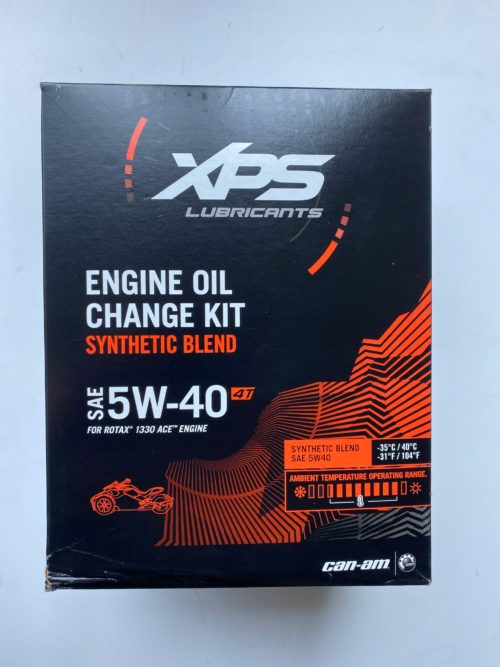 XPS
LUBRICANTS
ENGINE OIL
CHANGE KIT
SYNTHETIC BLEND
SAE 5W-40 4T
FOR ROTAX™ 1330 ACE™ ENGINE
SYNTHETIC BLEND
SAE 5W40
-35°C / 40°C
-31°F / 104°F
AMBIENT TEMPERATURE OPERATING RANGE.
can-am